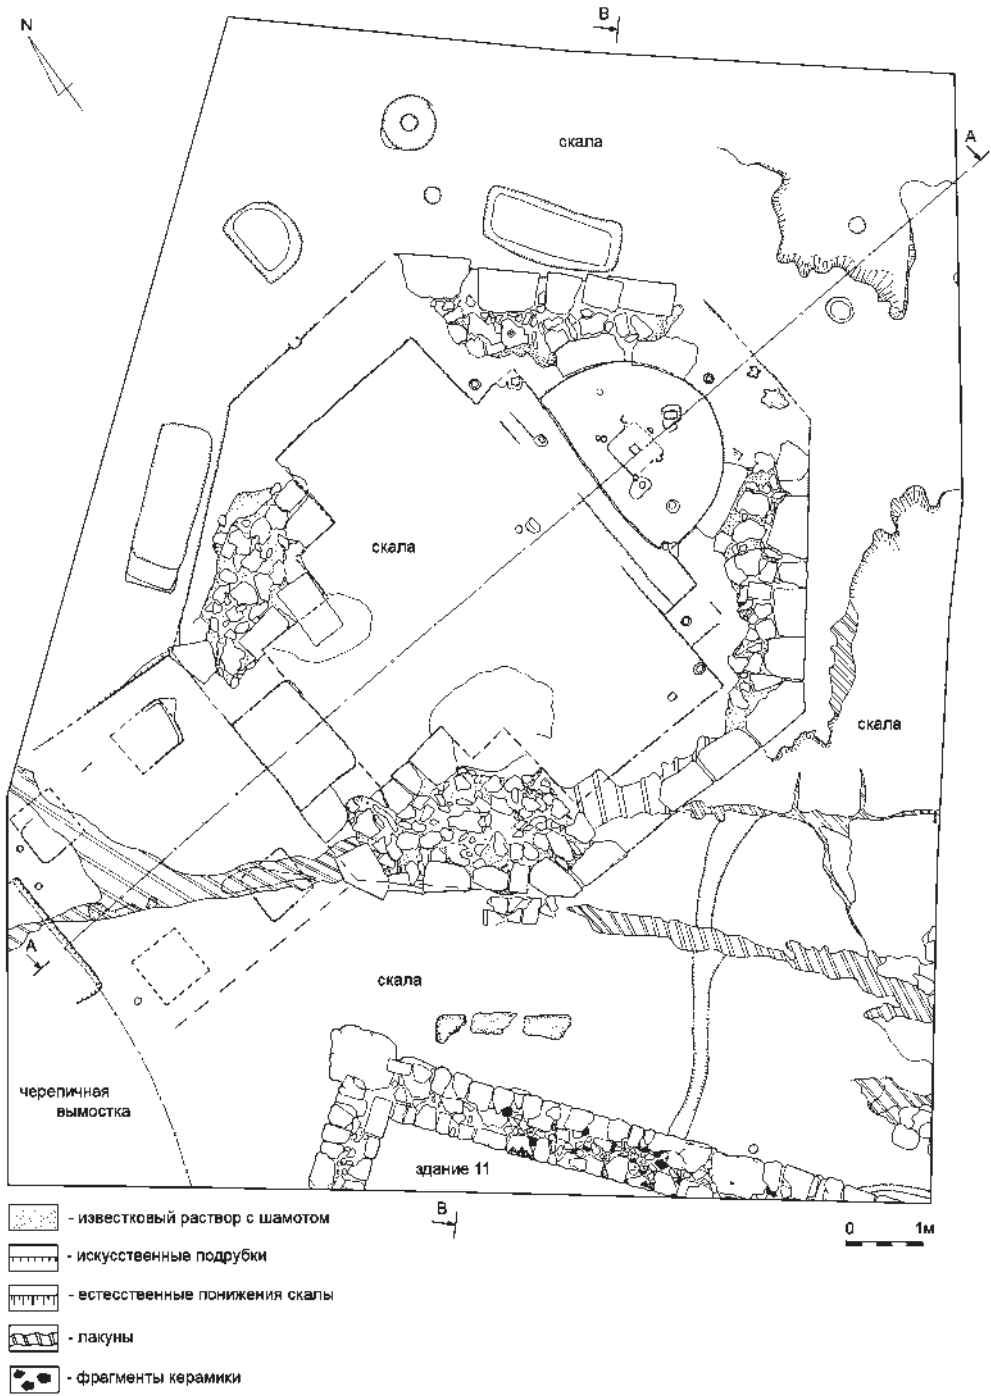 N
В
А
скала
скала
скала
А
скала
черепичная
вымостка
здание 11
В
0 1м
- известковый раствор с шамотом
- искусственные подрубки
- естесственные понижения скалы
- лакуны
- фрагменты керамики